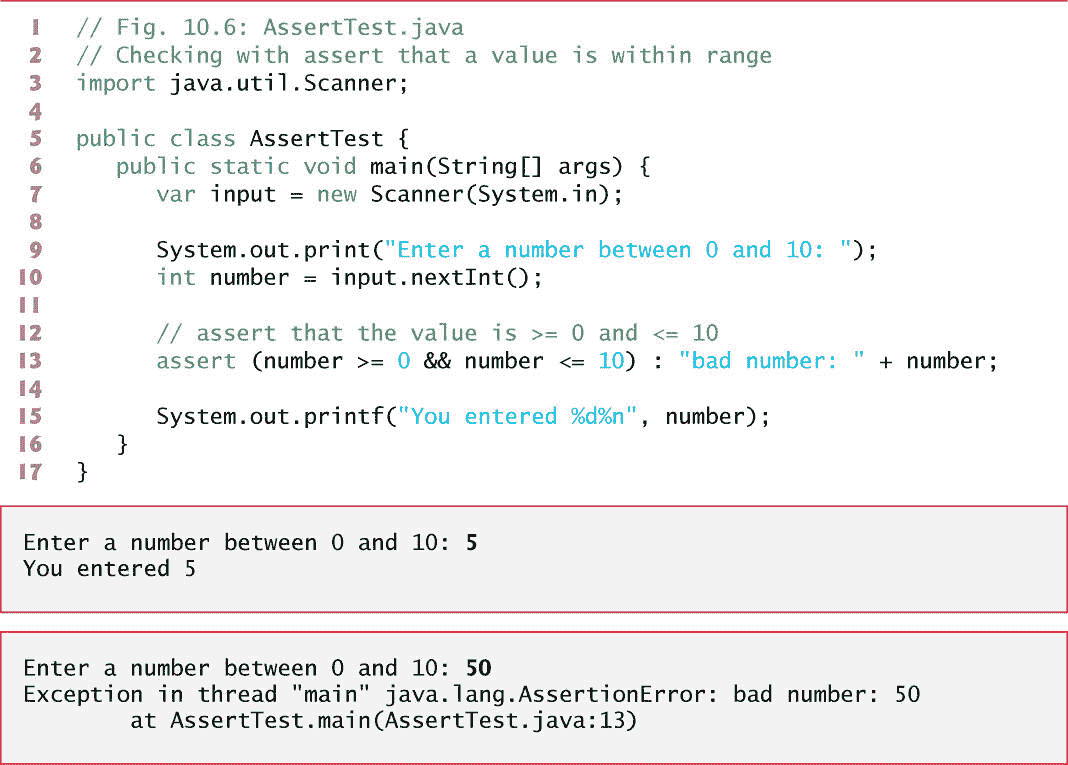 1 // Fig. 10.6: AssertTest.java
2 // Checking with assert that a value is within range
3 import java.util.Scanner;
4
5 public class AssertTest {
6    public static void main(String[] args) {
7       var input = new Scanner(System.in);
8
9       System.out.print("Enter a number between 0 and 10: ");
10       int number = input.nextInt();
11
12       // assert that the value is >= 0 and <= 10
13       assert (number >= 0 && number <= 10) : "bad number: " + number;
14
15       System.out.printf("You entered %d%n", number);
16    }
17 }
Enter a number between 0 and 10: 5
You entered 5
Enter a number between 0 and 10: 50
Exception in thread "main" java.lang.AssertionError: bad number: 50
        at AssertTest.main(AssertTest.java:13)